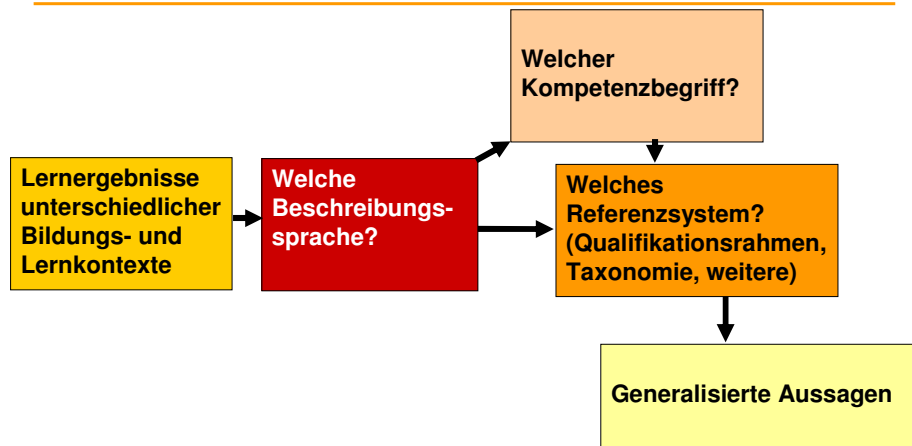 Welcher
Kompetenzbegriff?
Lernergebnisse
unterschiedlicher
Bildungs- und
Lernkontexte
Welche
Beschreibungs-
sprache?
Welches
Referenzsystem?
(Qualifikationsrahmen,
Taxonomie, weitere)
Generalisierte Aussagen